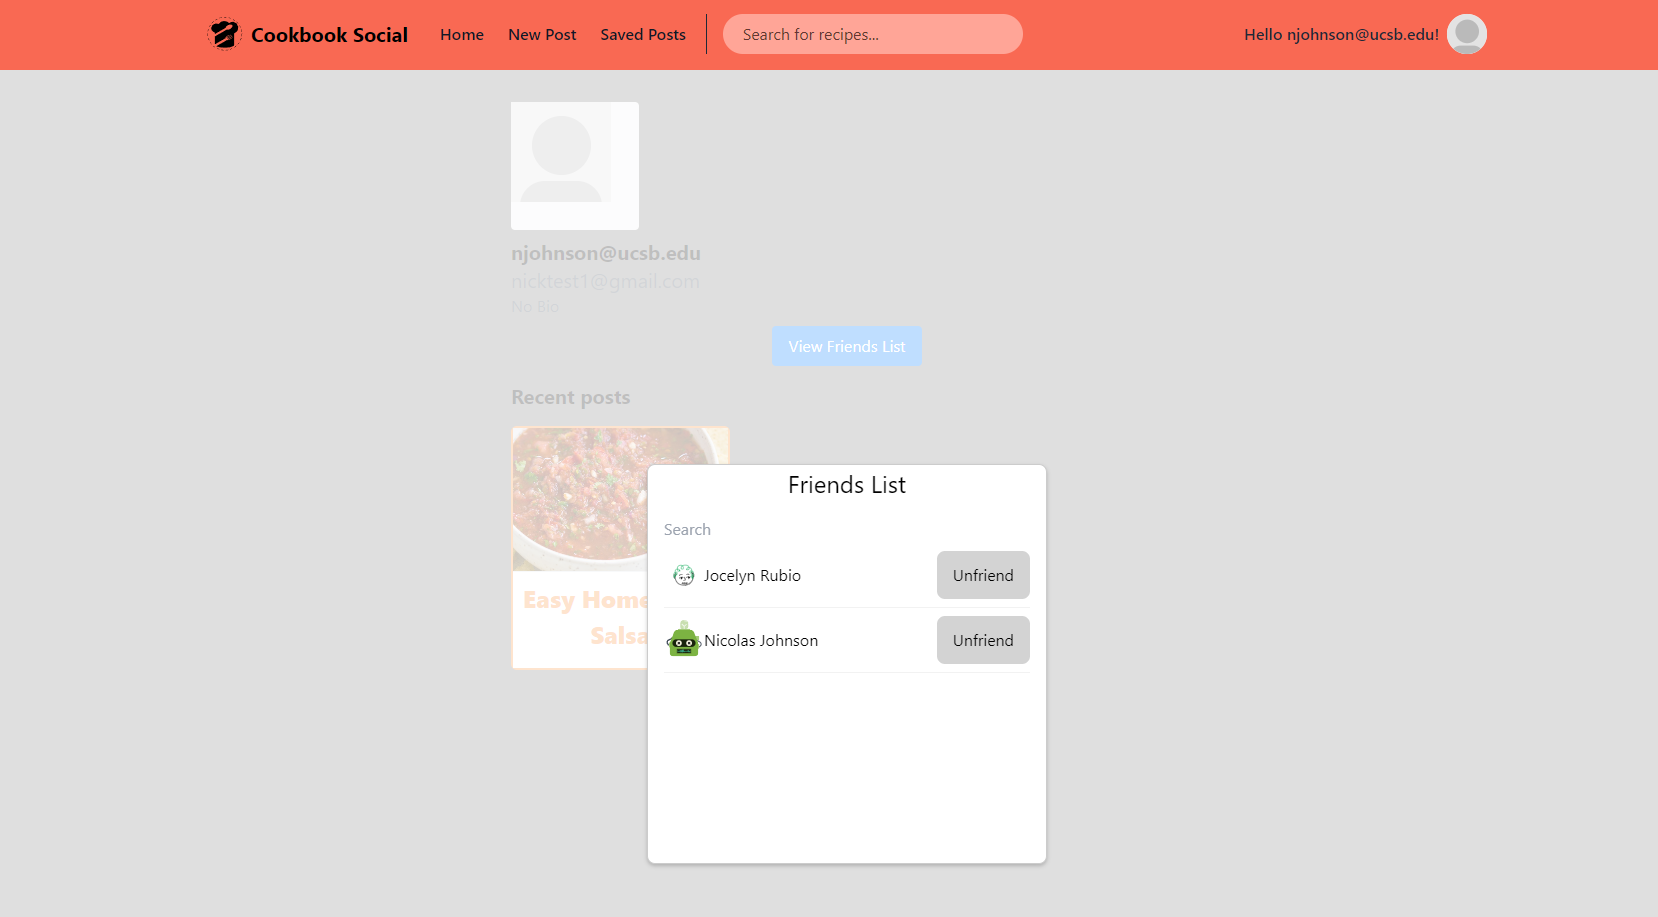 Cookbook Social
Home
New Post
Saved Posts
Search for recipes...
Hello njohnson@ucsb.edu!
njohnson@ucsb.edu
nicktest1@gmail.com
No Bio
View Friends List
Recent posts
Easy Home
Salsa
Friends List
Search
Jocelyn Rubio
Unfriend
Nicolas Johnson
Unfriend